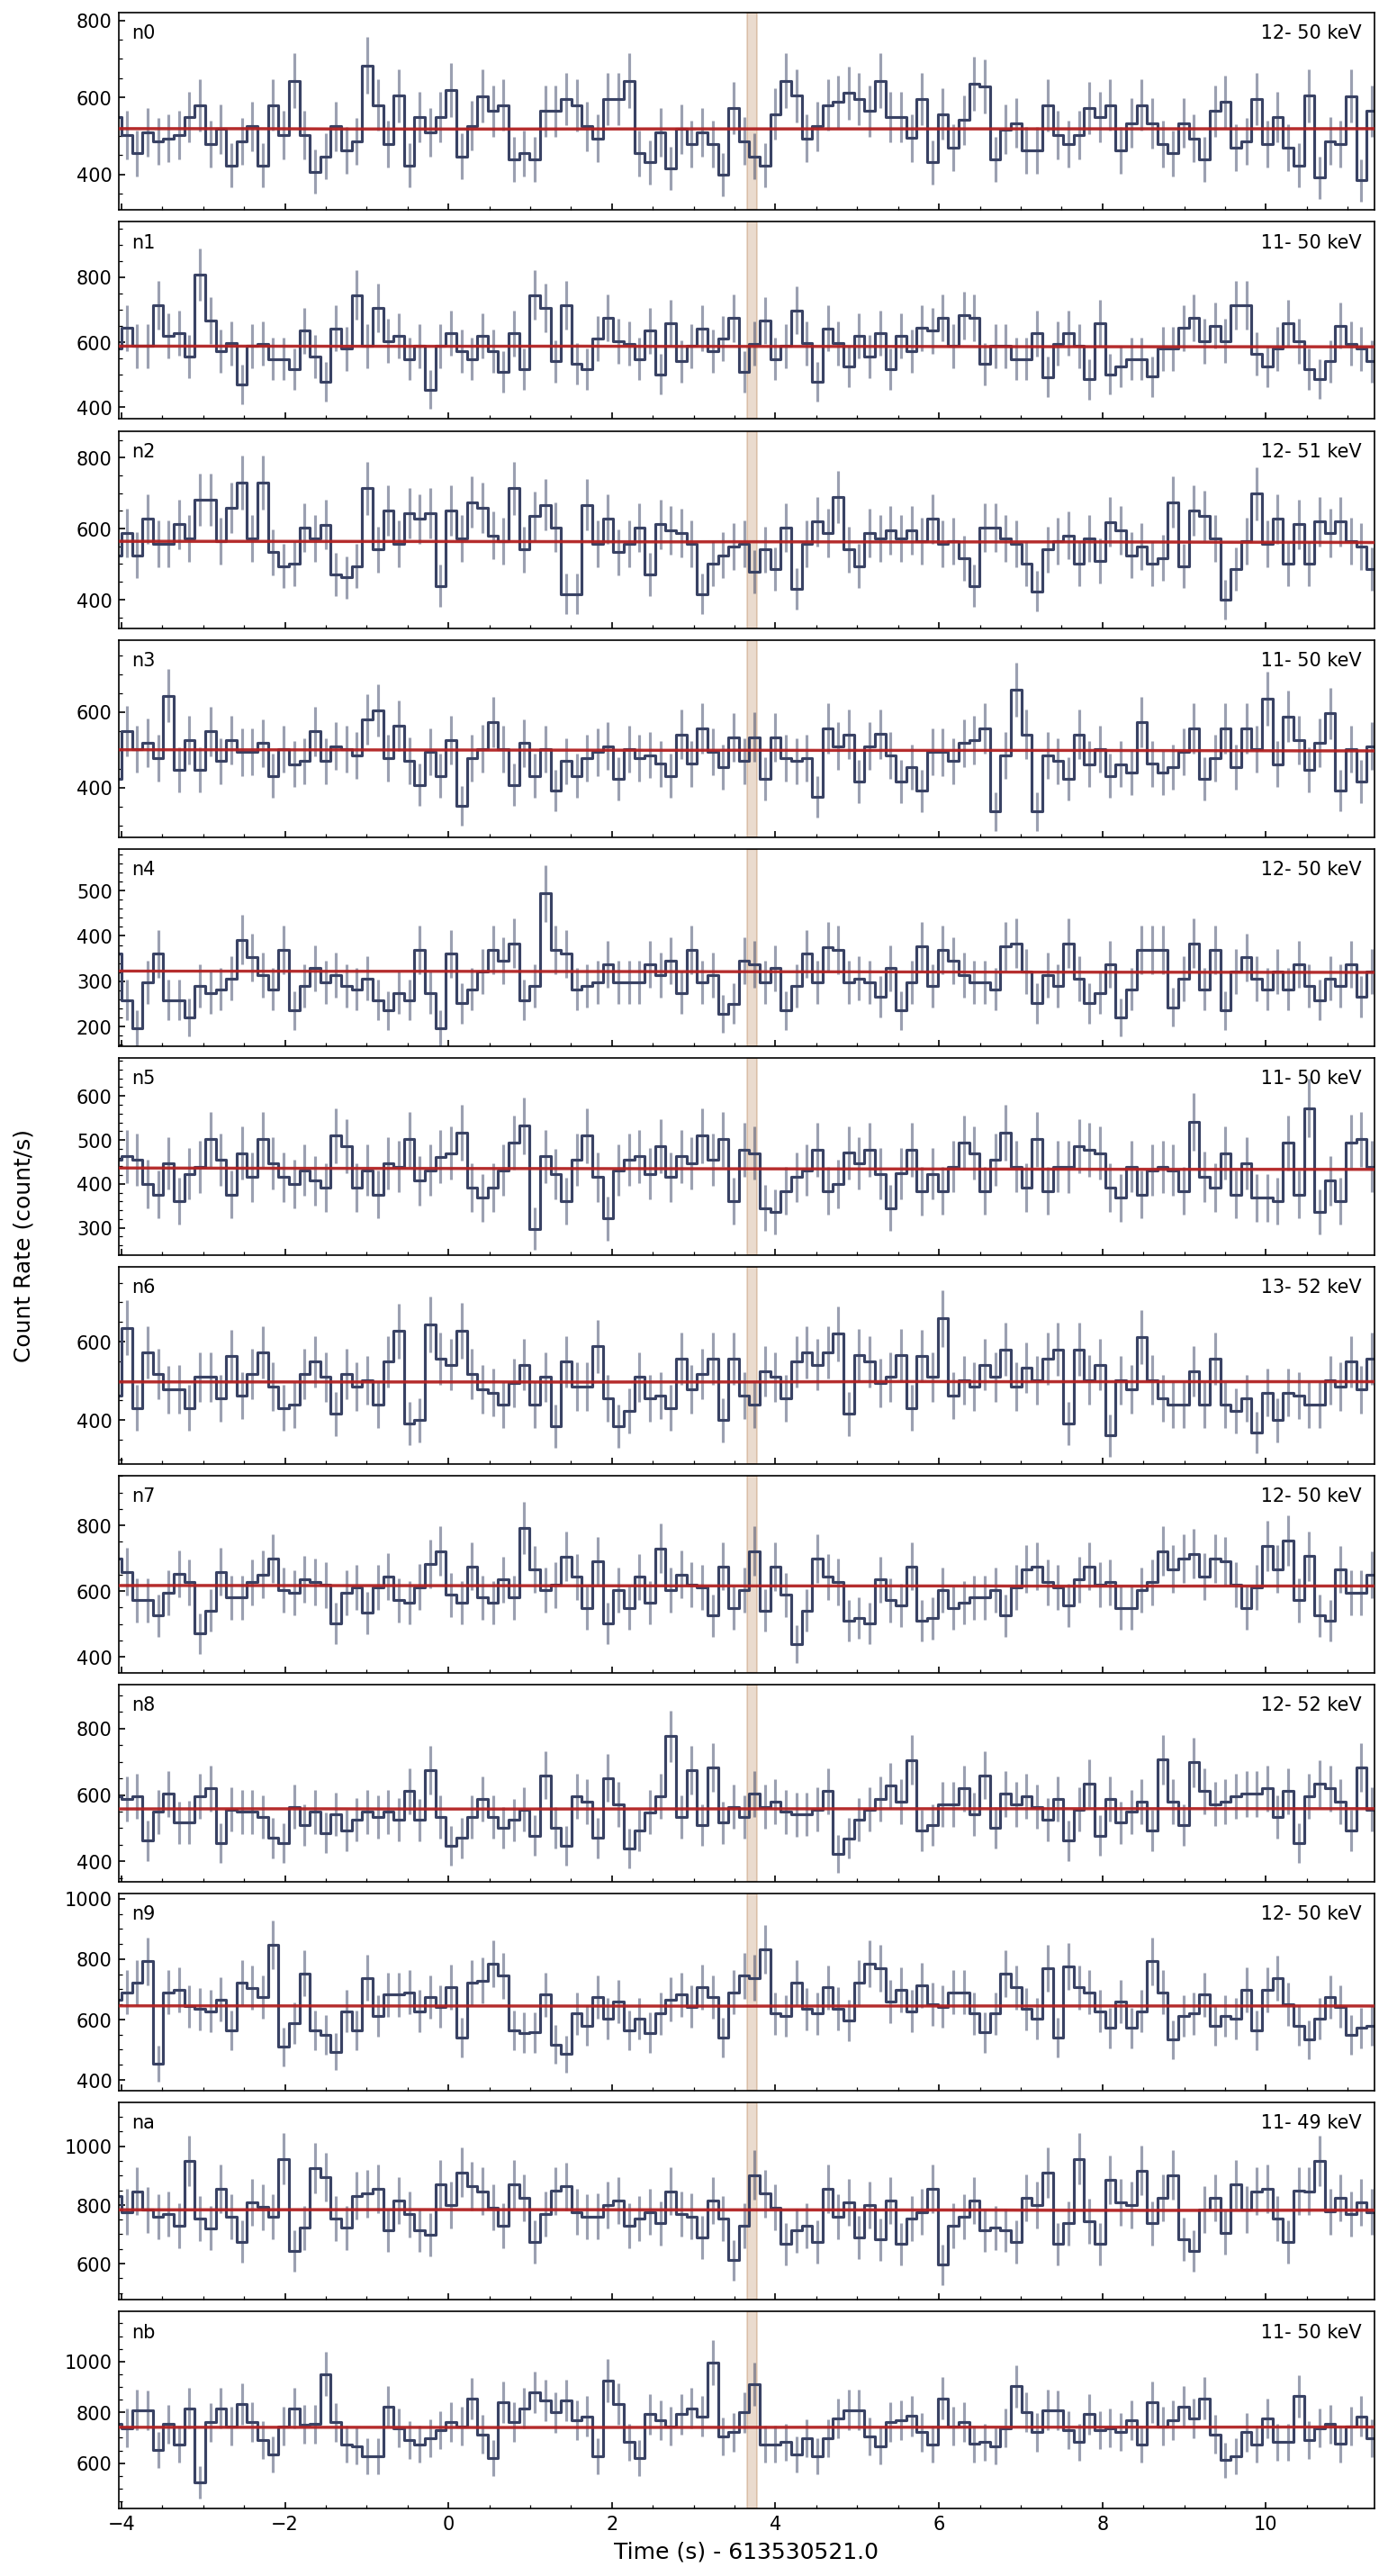 n0 12- 50 keV
800
600
400
n1 11- 50 keV
800
600
400
n2 12- 51 keV
800
600
400
n3 11- 50 keV
600
400
n4 12- 50 keV
500
400
300
200
n5 11- 50 keV
600
500
400
300
n6 13- 52 keV
600
400
n7 12- 50 keV
800
600
400
n8 12- 52 keV
800
600
400
n9 12- 50 keV
1000
800
600
400
na 11- 49 keV
1000
800
600
nb 11- 50 keV
1000
800
600
−4 −2 0 2 4 6 8 10
Time (s) - 613530521.0
Count Rate (count/s)